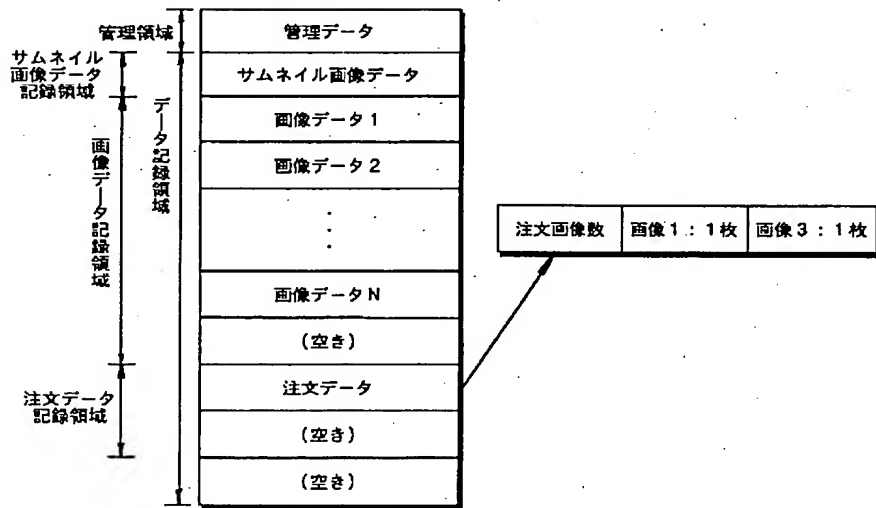 管理領域
管理データ
サムネイル
画像データ
記録領域
サムネイル画像データ
データ記録領域
画像データ記録領域
画像データ1
画像データ2
画像データN
(空き)
注文データ
記録領域
注文データ
(空き)
(空き)
注文画像数
画像1:1枚
画像3:1枚